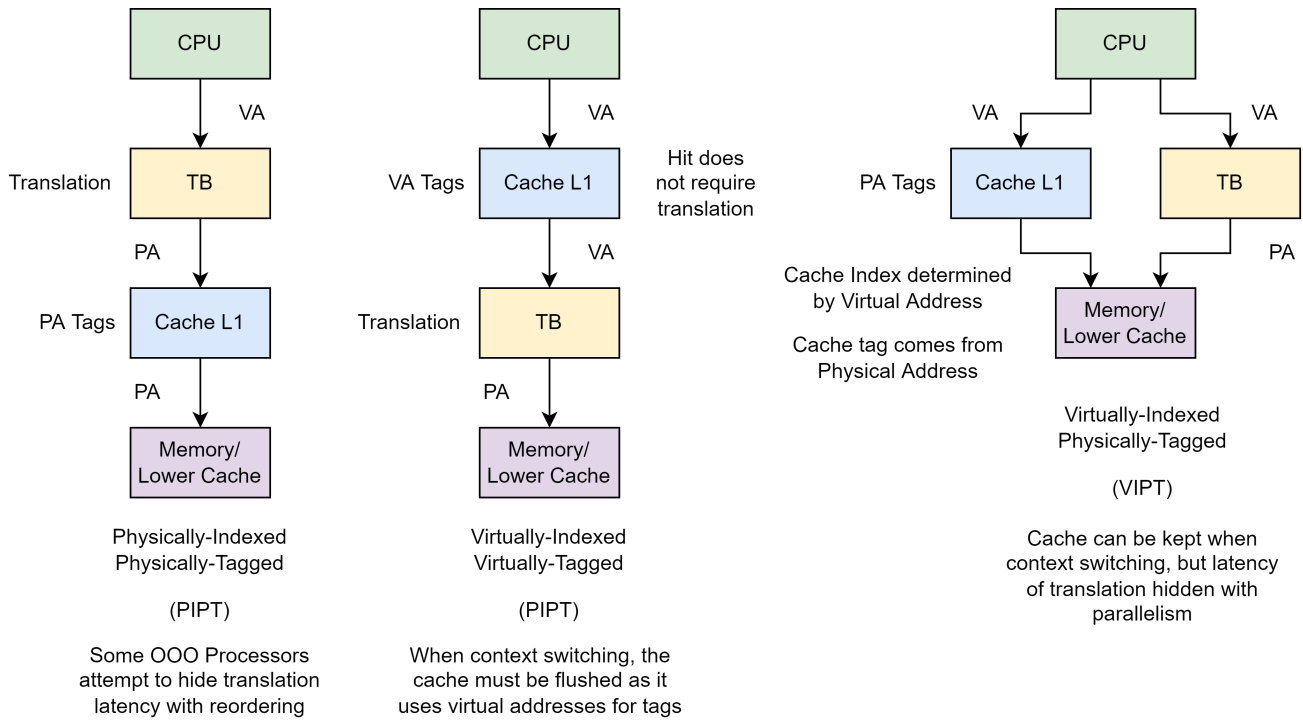 CPU
VA
Translation
TB
PA
PA Tags
Cache L1
PA
Memory/
Lower Cache
Physically-Indexed
Physically-Tagged
(PIPT)
Some OOO Processors
attempt to hide translation
latency with reordering
CPU
VA
VA Tags
Cache L1
Hit does
not require
translation
VA
Translation
TB
PA
Memory/
Lower Cache
Virtually-Indexed
Virtually-Tagged
(PIPT)
When context switching, the
cache must be flushed as it
uses virtual addresses for tags
CPU
VA
VA
PA Tags
Cache L1
TB
PA
Cache Index determined
by Virtual Address
Cache tag comes from
Physical Address
Memory/
Lower Cache
Virtually-Indexed
Physically-Tagged
(VIPT)
Cache can be kept when
context switching, but latency
of translation hidden with
parallelism